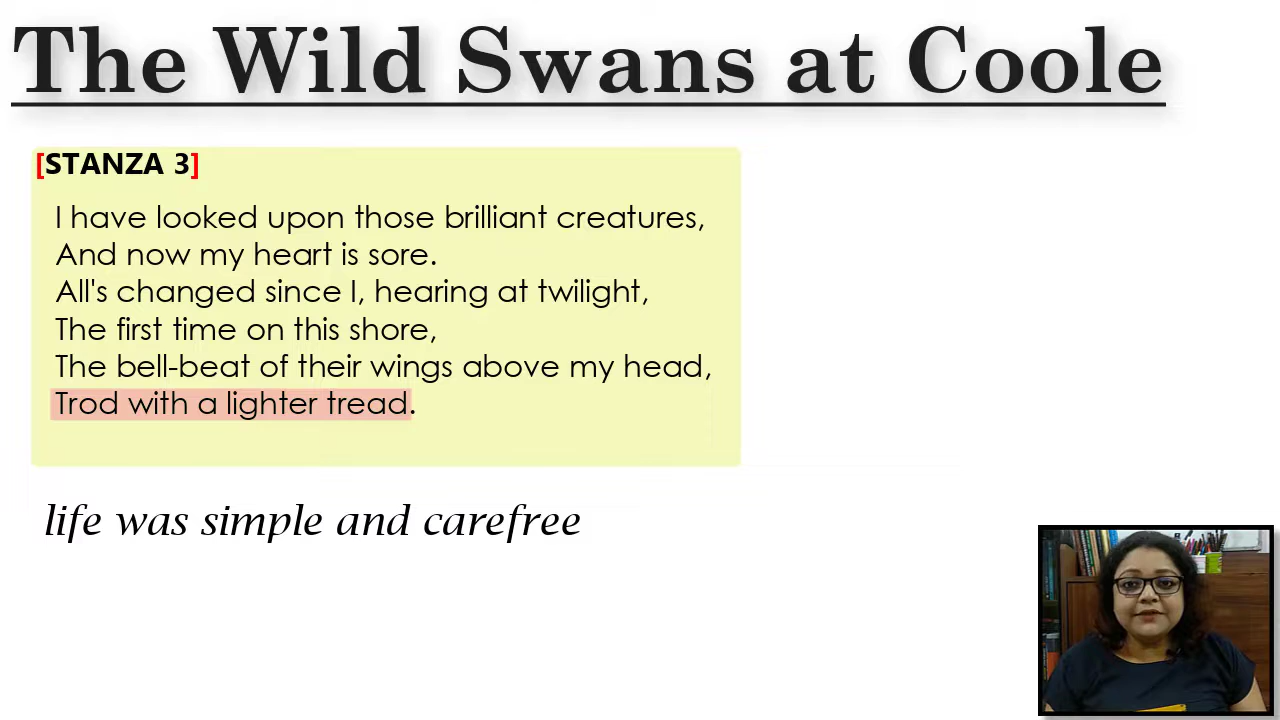 The Wild Swans at Coole
[STANZA 3]
I have looked upon those brilliant creatures,
And now my heart is sore.
All's changed since I, hearing at twilight,
The first time on this shore,
The bell-beat of their wings above my head,
Trod with a lighter tread.
life was simple and carefree